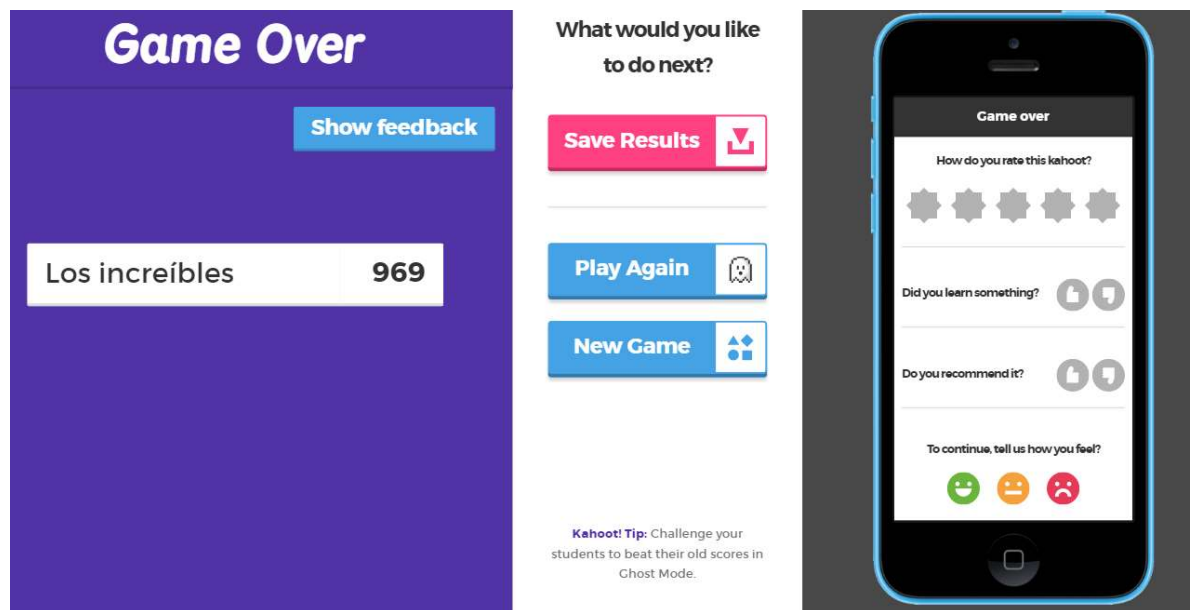 Game Over
Show feedback
Los increíbles 969
What would you like
to do next?
Save Results
Play Again
New Game
Kahoot! Tip: Challenge your
students to beat their old scores in
Ghost Mode.
Game over
How do you rate this kahoot?
Did you learn something?
Do you recommend it?
To continue, tell us how you feel?